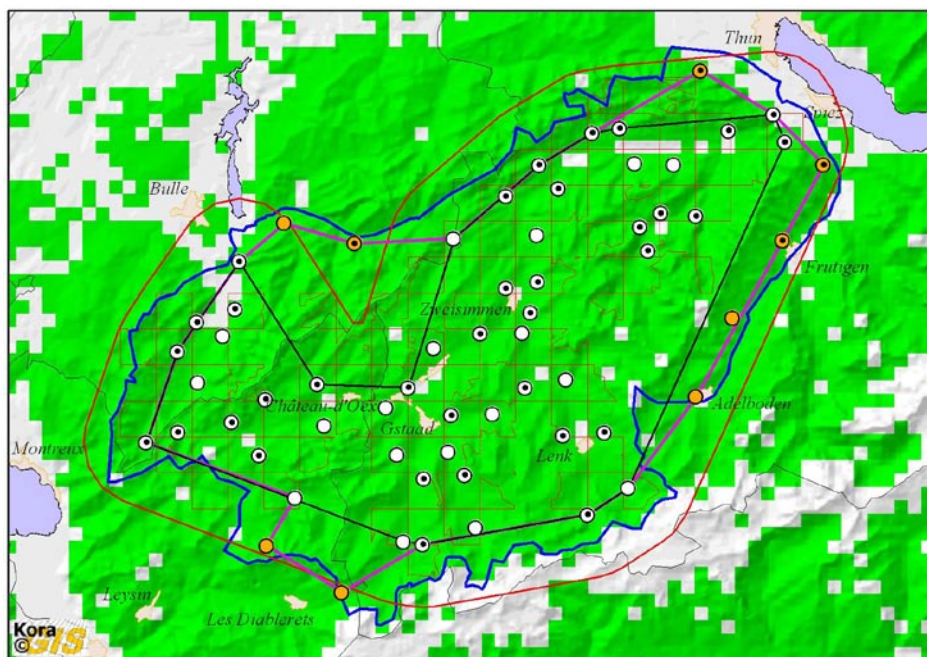 Thun
Spiez
Bulle
Frutigen
Zweisimmen
Château-d'Oex
Adelboden
Gstaad
Montreux
Lenk
Leysin
Les Diablerets
Kora
© GIS